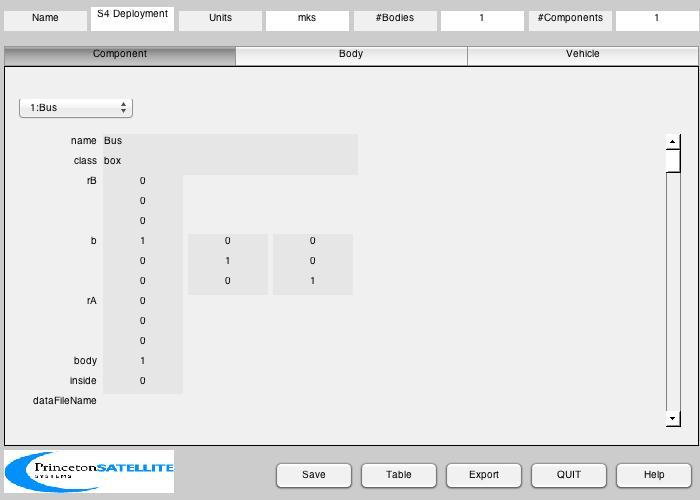 Name S4 Deployment Units mks #Bodies 1 #Components 1
Component Body Vehicle
1:Bus
name Bus
class box
rB 0
0
0
b 1 0 0
0 1 0
0 0 1
rA 0
0
0
body 1
inside 0
dataFileName
PrincetonSATELLITE
SYSTEMS
Save Table Export QUIT Help